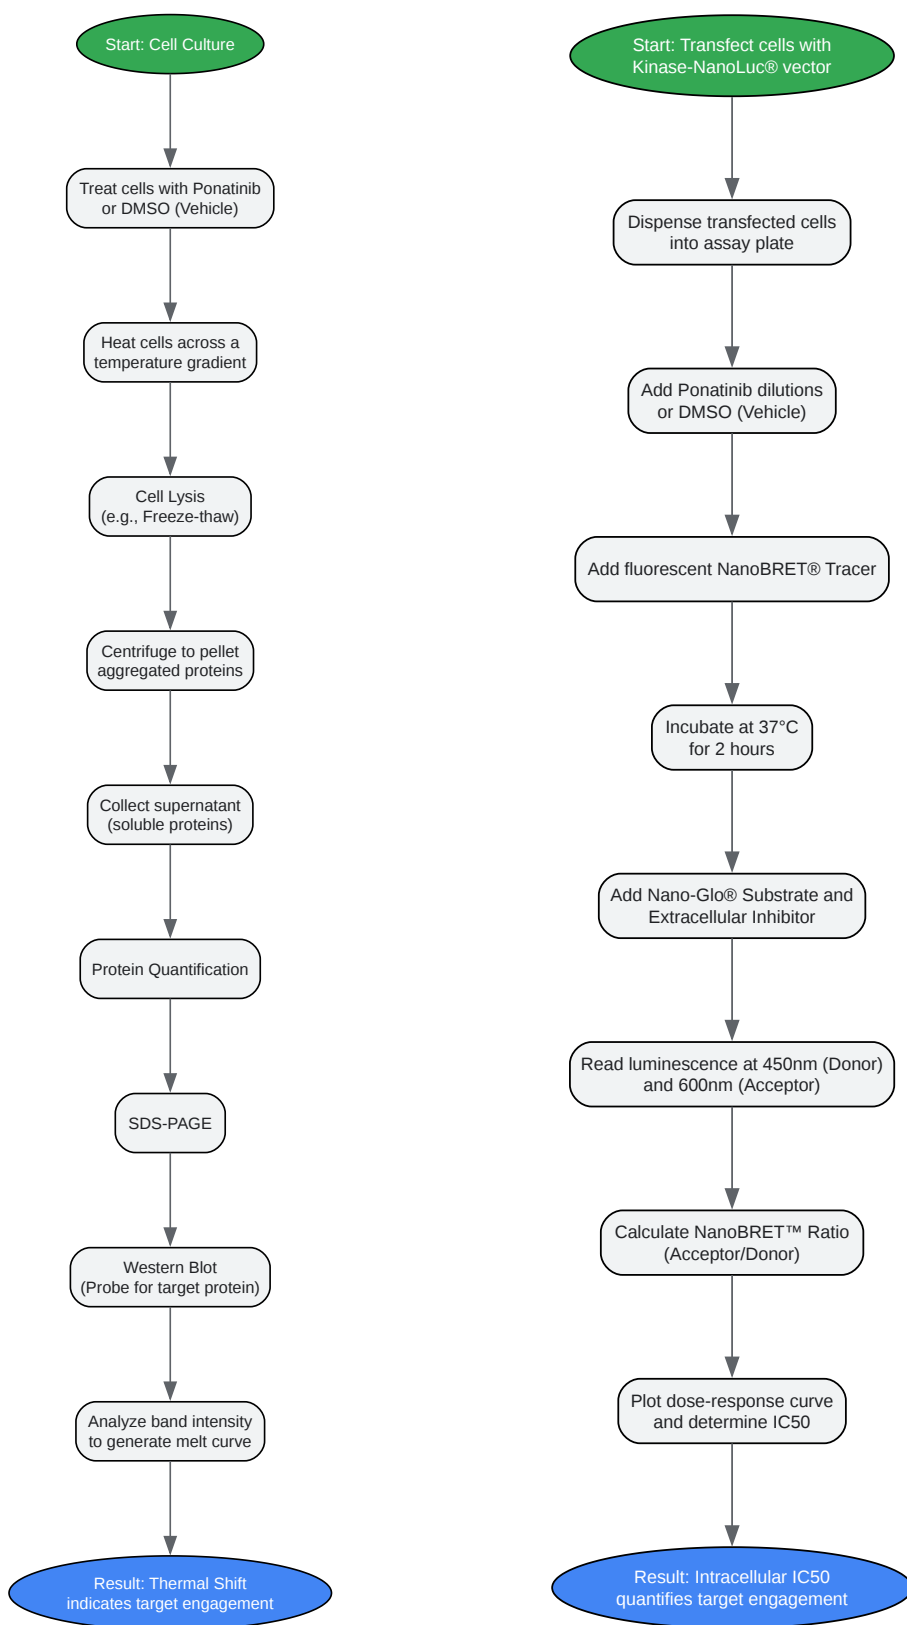 Start: Cell Culture
Treat cells with Ponatinib
or DMSO (Vehicle)
Heat cells across a
temperature gradient
Cell Lysis
(e.g., Freeze-thaw)
Centrifuge to pellet
aggregated proteins
Collect supernatant
(soluble proteins)
Protein Quantification
SDS-PAGE
Western Blot
(Probe for target protein)
Analyze band intensity
to generate melt curve
Result: Thermal Shift
indicates target engagement
Start: Transfect cells with
Kinase-NanoLuc® vector
Dispense transfected cells
into assay plate
Add Ponatinib dilutions
or DMSO (Vehicle)
Add fluorescent NanoBRET® Tracer
Incubate at 37°C
for 2 hours
Add Nano-Glo® Substrate and
Extracellular Inhibitor
Read luminescence at 450nm (Donor)
and 600nm (Acceptor)
Calculate NanoBRET™ Ratio
(Acceptor/Donor)
Plot dose-response curve
and determine IC50
Result: Intracellular IC50
quantifies target engagement